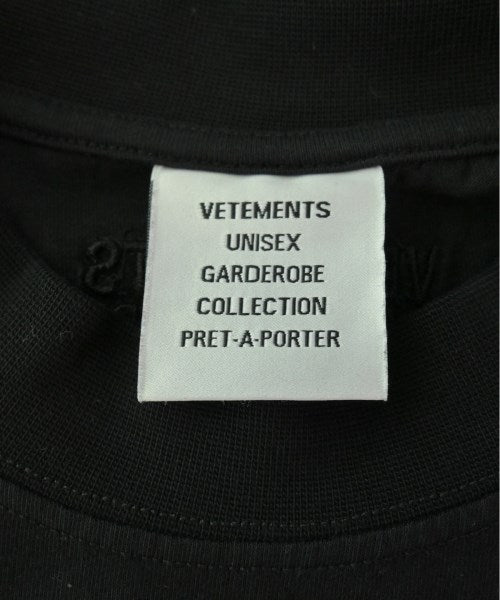 VETEMENTS
UNISEX
GARDEROBE
COLLECTION
PRET-A-PORTER